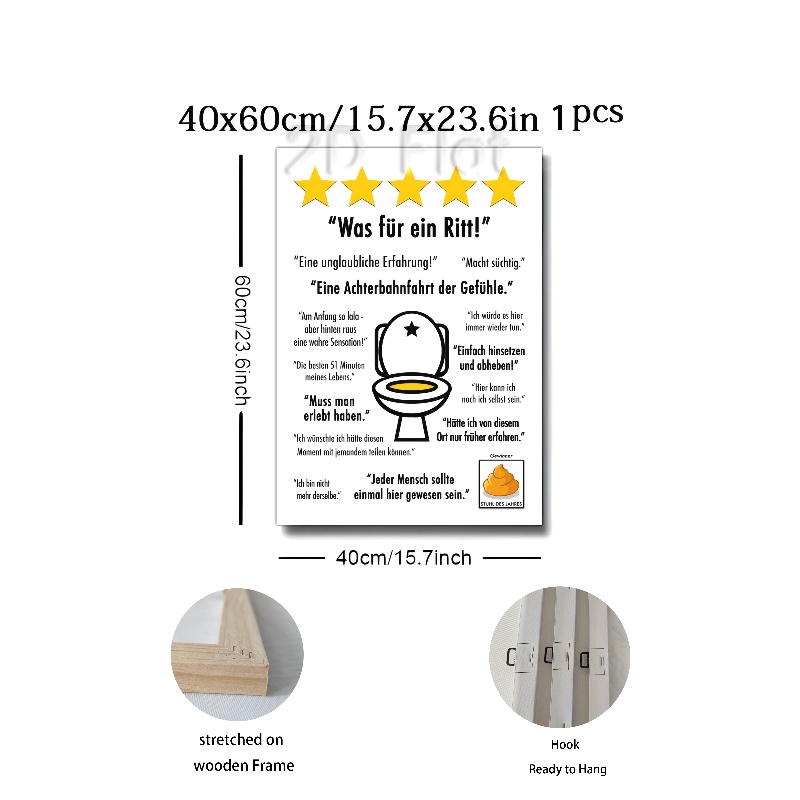 40x60cm/15.7x23.6in 1pcs
2D Flat
"Was für ein Ritt!"
"Eine unglaubliche Erfahrung!" "Macht süchtig."
"Eine Achterbahnfahrt der Gefühle."
"Am Anfang so lala -
aber hinten raus
eine wahre Sensation!"
"Ich würde es hier
immer wieder tun."
"Einfach hinsetzen
und abheben!"
"Die besten 51 Minuten
meines Lebens."
"Hier kann ich
noch ich selbst sein."
"Muss man
erlebt haben."
"Hätte ich von diesem
Ort nur früher erfahren."
"Ich wünschte ich hätte diesen
Moment mit jemandem teilen können."
Gewinner
STUHL DES JAHRES
"Ich bin nicht
mehr derselbe."
"Jeder Mensch sollte
einmal hier gewesen sein."
60cm/23.6inch
40cm/15.7inch
stretched on
wooden Frame
Hook
Ready to Hang